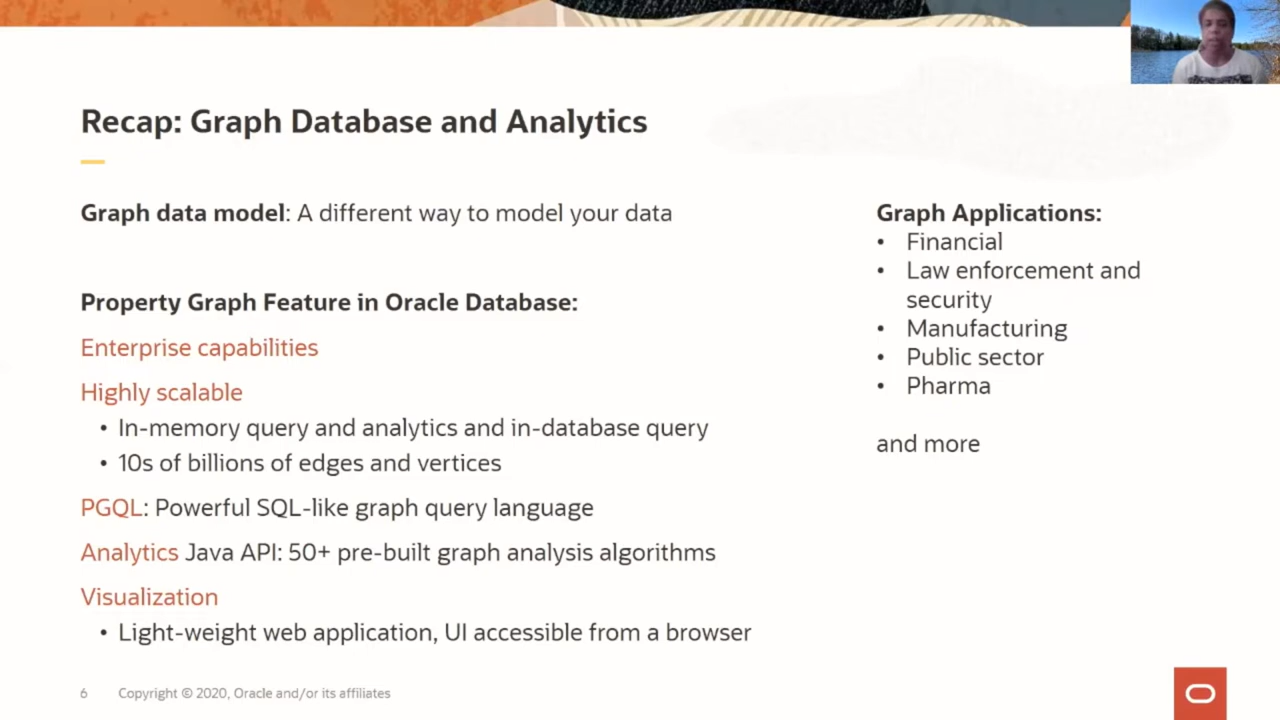 Recap: Graph Database and Analytics
Graph data model: A different way to model your data
Property Graph Feature in Oracle Database:
Enterprise capabilities
Highly scalable
• In-memory query and analytics and in-database query
• 10s of billions of edges and vertices
PGQL: Powerful SQL-like graph query language
Analytics Java API: 50+ pre-built graph analysis algorithms
Visualization
• Light-weight web application, UI accessible from a browser
Graph Applications:
• Financial
• Law enforcement and
security
• Manufacturing
• Public sector
• Pharma
and more
6 Copyright © 2020, Oracle and/or its affiliates